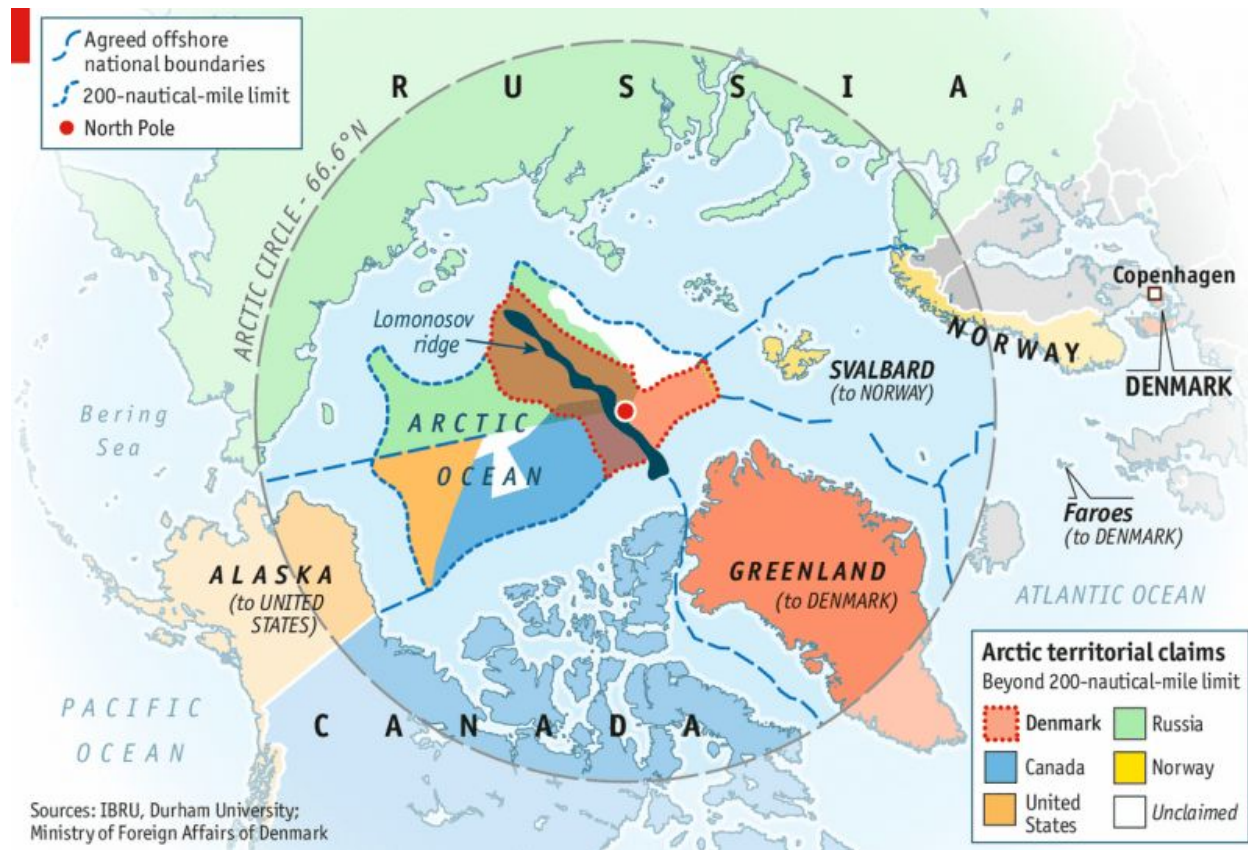 Agreed offshore
national boundaries
200-nautical-mile limit
North Pole
R U S S I A
ARCTIC CIRCLE - 66.6°N
Lomonosov
ridge
Copenhagen
NORWAY
DENMARK
SVALBARD
(to NORWAY)
Bering
Sea
ARCTIC
OCEAN
Faroes
(to DENMARK)
ALASKA
(to UNITED
STATES)
GREENLAND
(to DENMARK)
ATLANTIC OCEAN
PACIFIC
OCEAN
C A N A D A
Arctic territorial claims
Beyond 200-nautical-mile limit
Denmark
Russia
Canada
Norway
United
States
Unclaimed
Sources: IBRU, Durham University;
Ministry of Foreign Affairs of Denmark